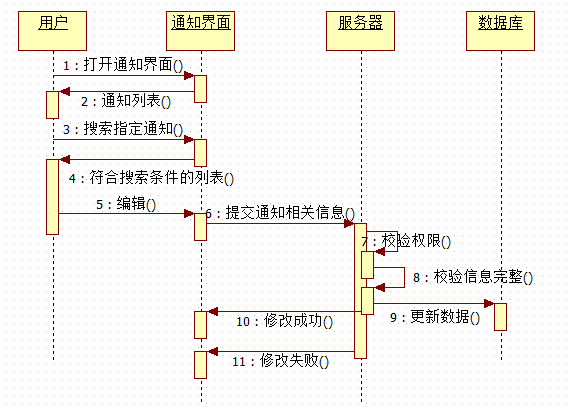 用户
通知界面
服务器
数据库
1 : 打开通知界面()
2 : 通知列表()
3 : 搜索指定通知()
4 : 符合搜索条件的列表()
5 : 编辑()
6 : 提交通知相关信息()
7 : 校验权限()
8 : 校验信息完整()
9 : 更新数据()
10 : 修改成功()
11 : 修改失败()